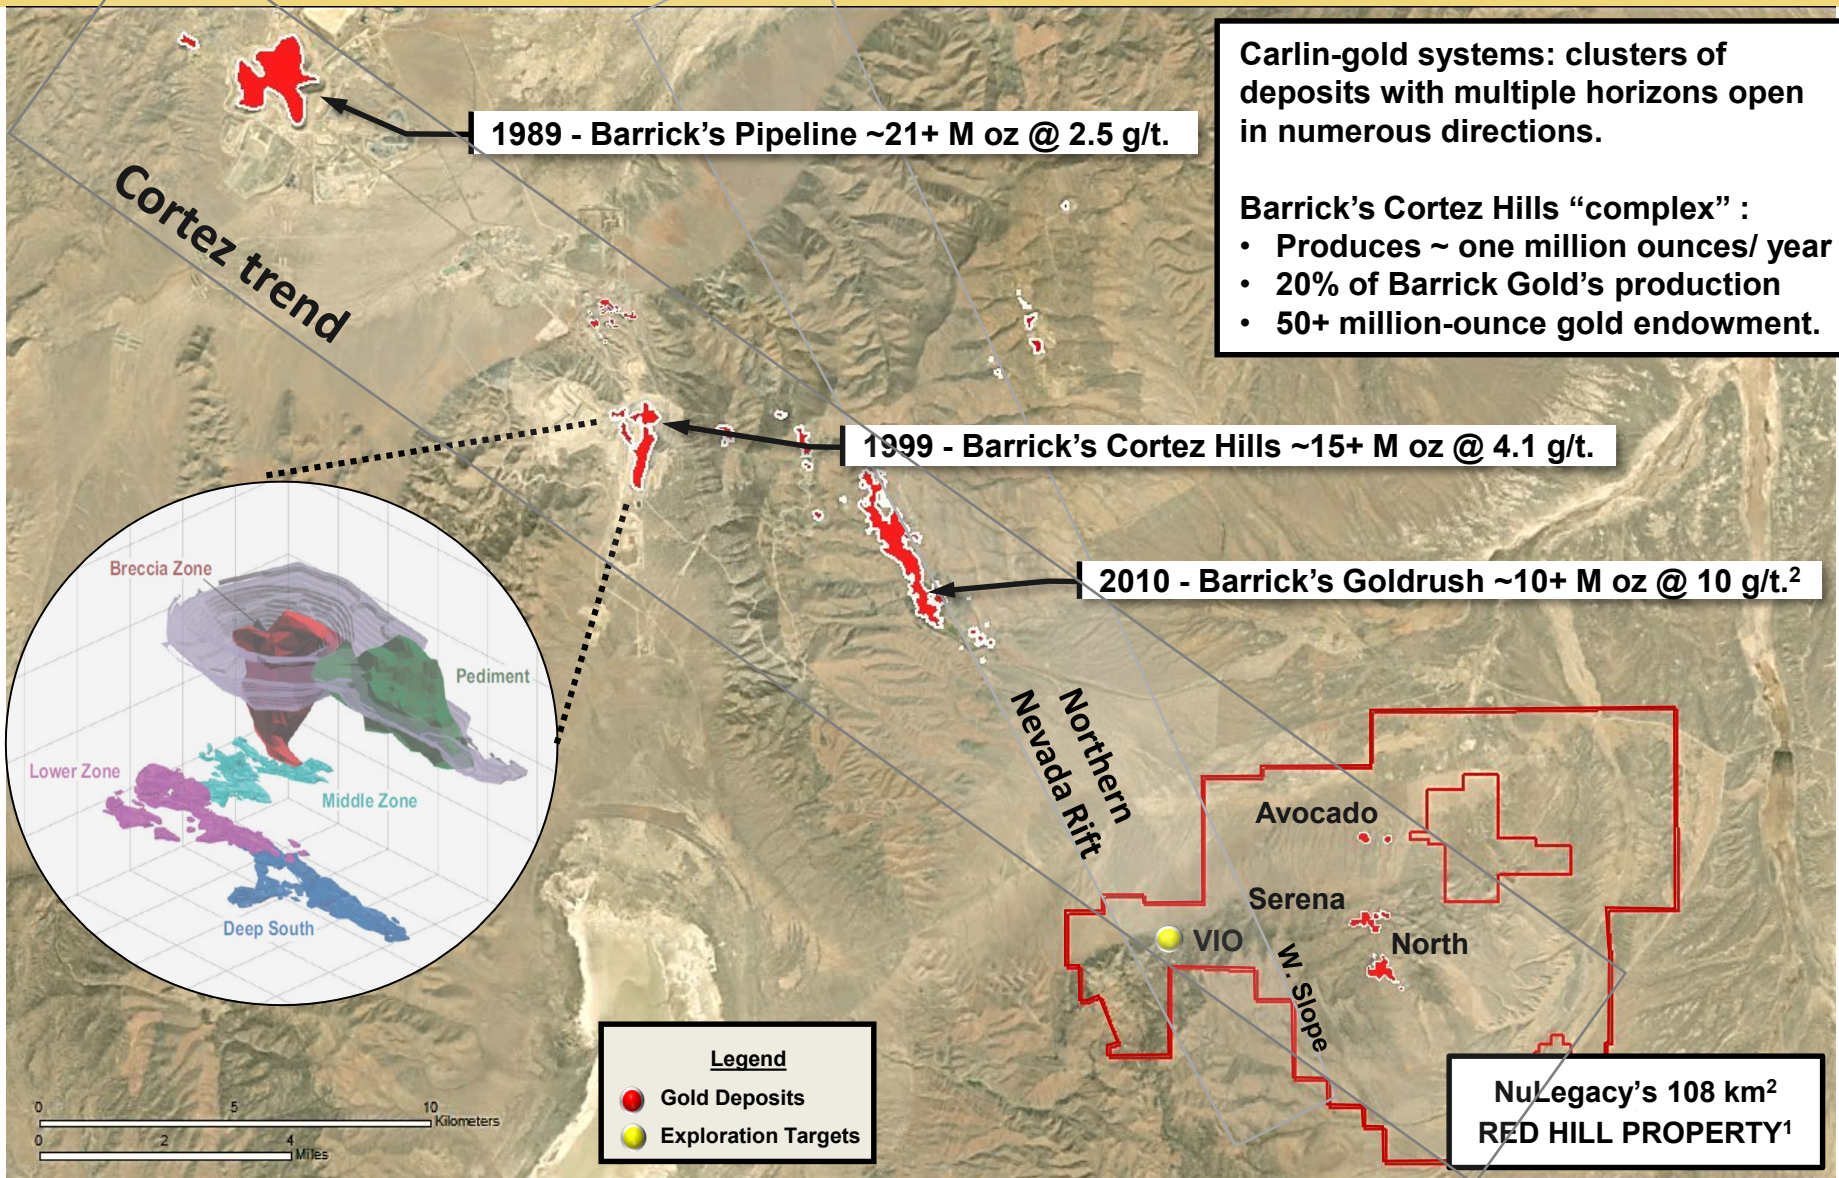 Carlin-gold systems: clusters of
deposits with multiple horizons open
in numerous directions.
Barrick's Cortez Hills “complex” :
• Produces ~ one million ounces/ year
• 20% of Barrick Gold's production
• 50+ million-ounce gold endowment.
1989 - Barrick's Pipeline ~21+ M oz @ 2.5 g/t.
Cortez trend
1999 - Barrick's Cortez Hills ~15+ M oz @ 4.1 g/t.
2010 - Barrick's Goldrush ~10+ M oz @ 10 g/t.²
Breccia Zone
Pediment
Lower Zone
Middle Zone
Deep South
Northern
Nevada Rift
Avocado
Serena
VIO
North
W. Slope
Legend
Gold Deposits
Exploration Targets
0 5 10
Kilometers
0 2 4
Miles
NuLegacy's 108 km²
RED HILL PROPERTY¹